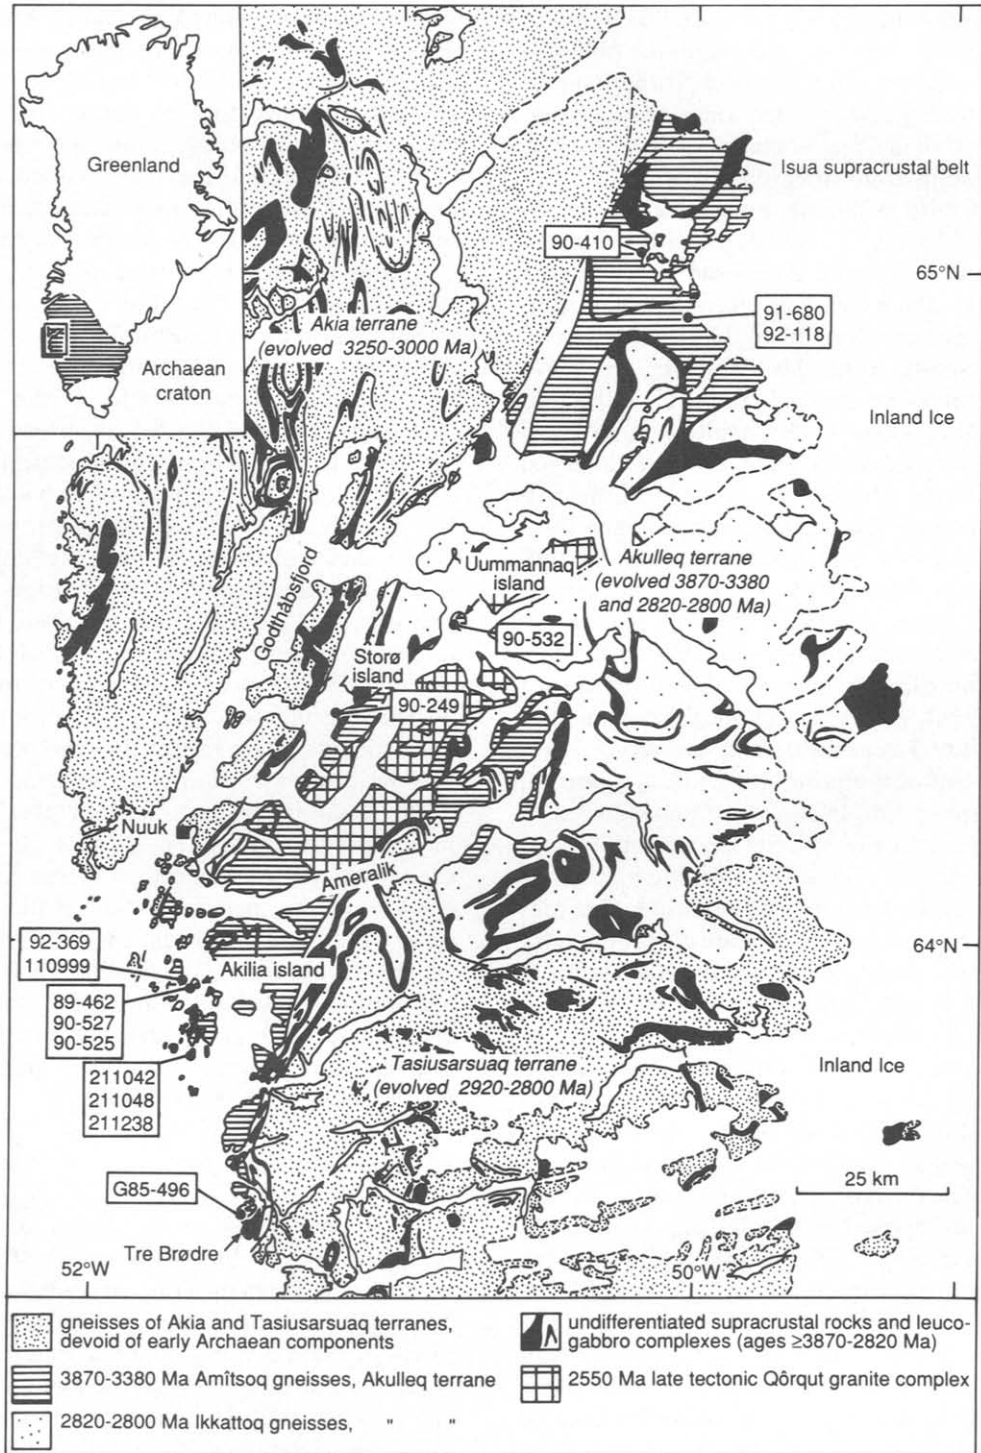 Greenland
Archaean
craton
Isua supracrustal belt
90-410
65°N
91-680
92-118
Akia terrane
(evolved 3250-3000 Ma)
Inland Ice
Godthåbsfjord
Uummannaq
island
Akulleq terrane
(evolved 3870-3380
and 2820-2800 Ma)
90-532
Storø
island
90-249
Nuuk
Ameralik
92-369
110999
Akilia island
64°N
89-462
90-527
90-525
211042
211048
211238
Tasiusarsuaq terrane
(evolved 2920-2800 Ma)
Inland Ice
G85-496
25 km
Tre Brødre
52°W
50°W
gneisses of Akia and Tasiusarsuaq terranes,
devoid of early Archaean components
3870-3380 Ma Amîtsoq gneisses, Akulleq terrane
2820-2800 Ma Ikkattoq gneisses, " "
undifferentiated supracrustal rocks and leuco-
gabbro complexes (ages ≥3870-2820 Ma)
2550 Ma late tectonic Qôrqut granite complex